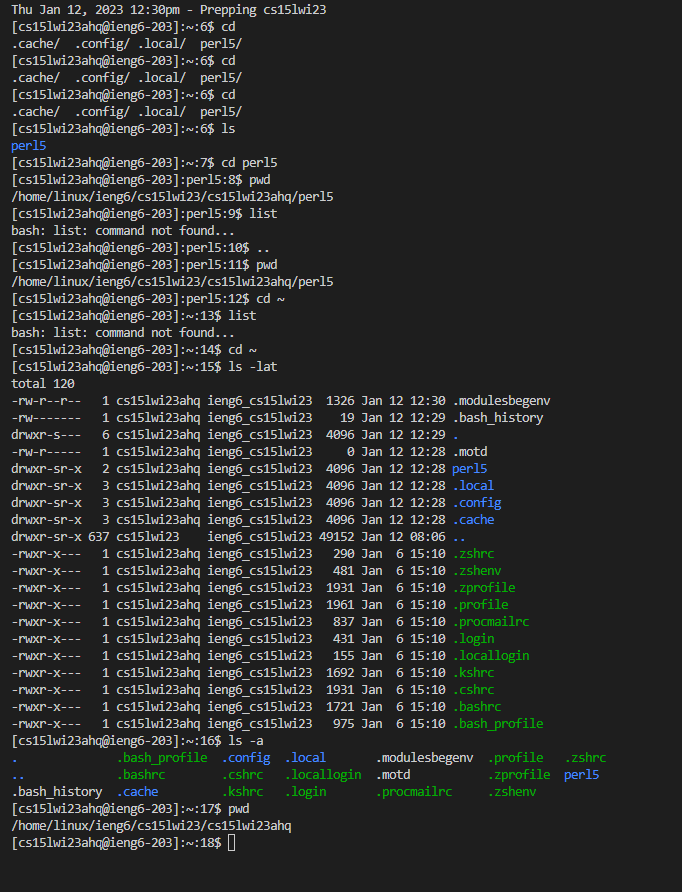 Thu Jan 12, 2023 12:30pm - Prepping cs15lwi23
[cs15lwi23ahq@ieng6-203]:~:6$ cd
.cache/  .config/ .local/  perl5/
[cs15lwi23ahq@ieng6-203]:~:6$ cd
.cache/  .config/ .local/  perl5/
[cs15lwi23ahq@ieng6-203]:~:6$ cd
.cache/  .config/ .local/  perl5/
[cs15lwi23ahq@ieng6-203]:~:6$ ls
perl5
[cs15lwi23ahq@ieng6-203]:~:7$ cd perl5
[cs15lwi23ahq@ieng6-203]:perl5:8$ pwd
/home/linux/ieng6/cs15lwi23/cs15lwi23ahq/perl5
[cs15lwi23ahq@ieng6-203]:perl5:9$ list
bash: list: command not found...
[cs15lwi23ahq@ieng6-203]:perl5:10$ ..
[cs15lwi23ahq@ieng6-203]:perl5:11$ pwd
/home/linux/ieng6/cs15lwi23/cs15lwi23ahq/perl5
[cs15lwi23ahq@ieng6-203]:perl5:12$ cd ~
[cs15lwi23ahq@ieng6-203]:~:13$ list
bash: list: command not found...
[cs15lwi23ahq@ieng6-203]:~:14$ cd ~
[cs15lwi23ahq@ieng6-203]:~:15$ ls -lat
total 120
-rw-r--r--   1 cs15lwi23ahq ieng6_cs15lwi23  1326 Jan 12 12:30 .modulesbegenv
-rw-------   1 cs15lwi23ahq ieng6_cs15lwi23    19 Jan 12 12:29 .bash_history
drwxr-s---   6 cs15lwi23ahq ieng6_cs15lwi23  4096 Jan 12 12:29 .
-rw-r-----   1 cs15lwi23ahq ieng6_cs15lwi23     0 Jan 12 12:28 .motd
drwxr-sr-x   2 cs15lwi23ahq ieng6_cs15lwi23  4096 Jan 12 12:28 perl5
drwxr-sr-x   3 cs15lwi23ahq ieng6_cs15lwi23  4096 Jan 12 12:28 .local
drwxr-sr-x   3 cs15lwi23ahq ieng6_cs15lwi23  4096 Jan 12 12:28 .config
drwxr-sr-x   3 cs15lwi23ahq ieng6_cs15lwi23  4096 Jan 12 12:28 .cache
drwxr-sr-x 637 cs15lwi23    ieng6_cs15lwi23 49152 Jan 12 08:06 ..
-rwxr-x---   1 cs15lwi23ahq ieng6_cs15lwi23   290 Jan  6 15:10 .zshrc
-rwxr-x---   1 cs15lwi23ahq ieng6_cs15lwi23   481 Jan  6 15:10 .zshenv
-rwxr-x---   1 cs15lwi23ahq ieng6_cs15lwi23  1931 Jan  6 15:10 .zprofile
-rwxr-x---   1 cs15lwi23ahq ieng6_cs15lwi23  1961 Jan  6 15:10 .profile
-rwxr-x---   1 cs15lwi23ahq ieng6_cs15lwi23   837 Jan  6 15:10 .procmailrc
-rwxr-x---   1 cs15lwi23ahq ieng6_cs15lwi23   431 Jan  6 15:10 .login
-rwxr-x---   1 cs15lwi23ahq ieng6_cs15lwi23   155 Jan  6 15:10 .locallogin
-rwxr-x---   1 cs15lwi23ahq ieng6_cs15lwi23  1692 Jan  6 15:10 .kshrc
-rwxr-x---   1 cs15lwi23ahq ieng6_cs15lwi23  1931 Jan  6 15:10 .cshrc
-rwxr-x---   1 cs15lwi23ahq ieng6_cs15lwi23  1721 Jan  6 15:10 .bashrc
-rwxr-x---   1 cs15lwi23ahq ieng6_cs15lwi23   975 Jan  6 15:10 .bash_profile
[cs15lwi23ahq@ieng6-203]:~:16$ ls -a
.              .bash_profile  .config  .local       .modulesbegenv  .profile   .zshrc
..             .bashrc        .cshrc   .locallogin  .motd           .zprofile  perl5
.bash_history  .cache         .kshrc   .login       .procmailrc     .zshenv
[cs15lwi23ahq@ieng6-203]:~:17$ pwd
/home/linux/ieng6/cs15lwi23/cs15lwi23ahq
[cs15lwi23ahq@ieng6-203]:~:18$